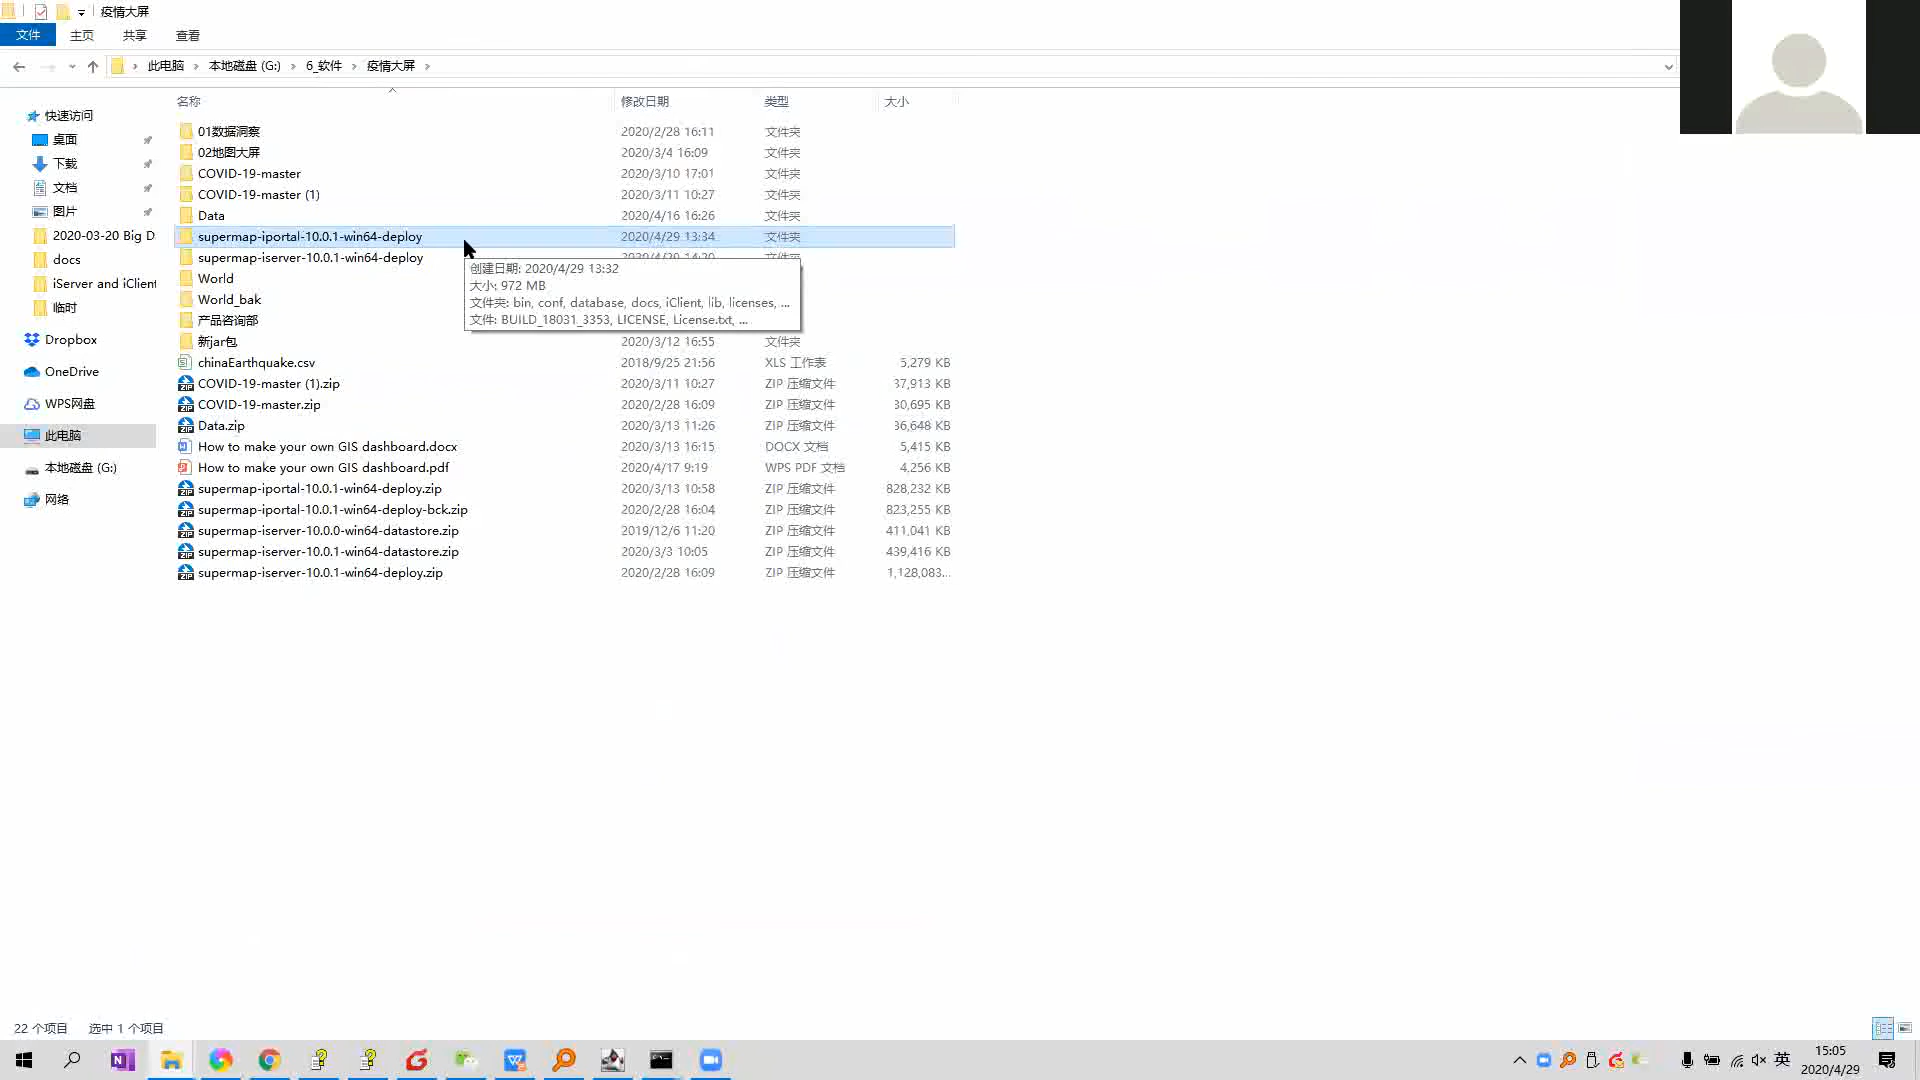 疫情大屏
文件 主页 共享 查看
此电脑 本地磁盘 (G:) 6_软件 疫情大屏
名称 修改日期 类型 大小
快速访问
桌面
下载
文档
图片
2020-03-20 Big D
docs
iServer and iClient
临时
Dropbox
OneDrive
WPS网盘
此电脑
本地磁盘 (G:)
网络
01数据洞察 2020/2/28 16:11 文件夹
02地图大屏 2020/3/4 16:09 文件夹
COVID-19-master 2020/3/10 17:01 文件夹
COVID-19-master (1) 2020/3/11 10:27 文件夹
Data 2020/4/16 16:26 文件夹
supermap-iportal-10.0.1-win64-deploy 2020/4/29 13:34 文件夹
supermap-iserver-10.0.1-win64-deploy
World
World_bak
产品咨询部
创建日期: 2020/4/29 13:32
大小: 972 MB
文件夹: bin, conf, database, docs, iClient, lib, licenses, ...
文件: BUILD_18031_3353, LICENSE, License.txt, ...
新jar包 2020/3/12 16:55 文件夹
chinaEarthquake.csv 2018/9/25 21:56 XLS 工作表 5,279 KB
COVID-19-master (1).zip 2020/3/11 10:27 ZIP 压缩文件 37,913 KB
COVID-19-master.zip 2020/2/28 16:09 ZIP 压缩文件 30,695 KB
Data.zip 2020/3/13 11:26 ZIP 压缩文件 36,648 KB
How to make your own GIS dashboard.docx 2020/3/13 16:15 DOCX 文档 5,415 KB
How to make your own GIS dashboard.pdf 2020/4/17 9:19 WPS PDF 文档 4,256 KB
supermap-iportal-10.0.1-win64-deploy.zip 2020/3/13 10:58 ZIP 压缩文件 828,232 KB
supermap-iportal-10.0.1-win64-deploy-bck.zip 2020/2/28 16:04 ZIP 压缩文件 823,255 KB
supermap-iserver-10.0.0-win64-datastore.zip 2019/12/6 11:20 ZIP 压缩文件 411,041 KB
supermap-iserver-10.0.1-win64-datastore.zip 2020/3/3 10:05 ZIP 压缩文件 439,416 KB
supermap-iserver-10.0.1-win64-deploy.zip 2020/2/28 16:09 ZIP 压缩文件 1,128,083...
22 个项目 选中 1 个项目
英 15:05
2020/4/29